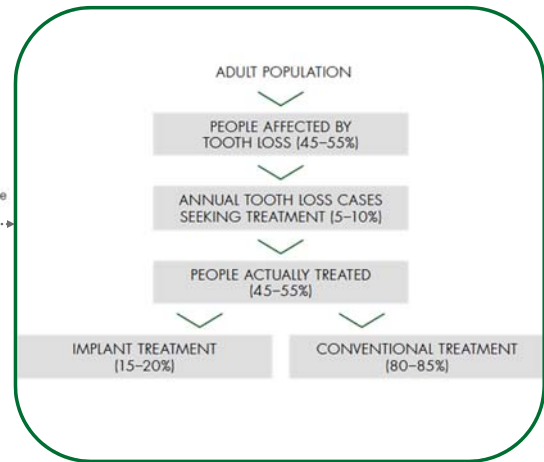 ADULT POPULATION
PEOPLE AFFECTED BY
TOOTH LOSS (45–55%)
ANNUAL TOOTH LOSS CASES
SEEKING TREATMENT (5–10%)
PEOPLE ACTUALLY TREATED
(45–55%)
IMPLANT TREATMENT
(15–20%)
CONVENTIONAL TREATMENT
(80–85%)